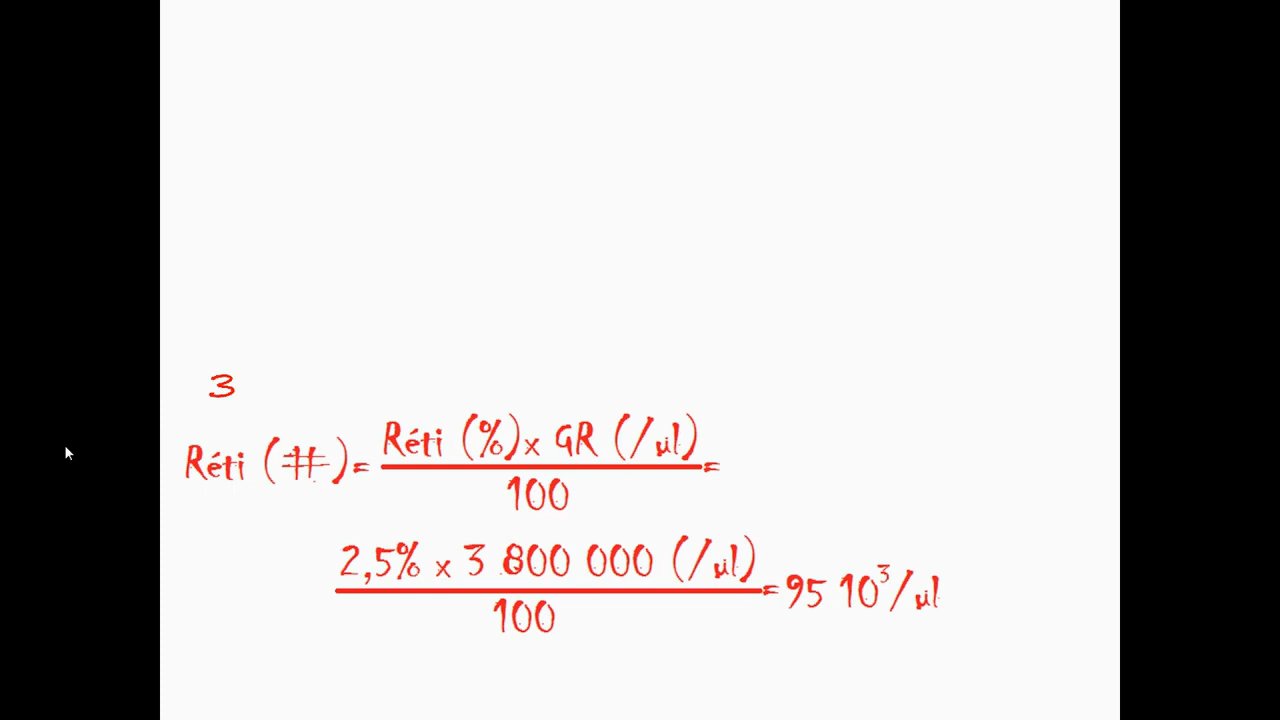 3
Réti (#)= Réti (%)x GR (/µl) =
100
2,5% x 3 800 000 (/µl) = 95 10³/µl
100